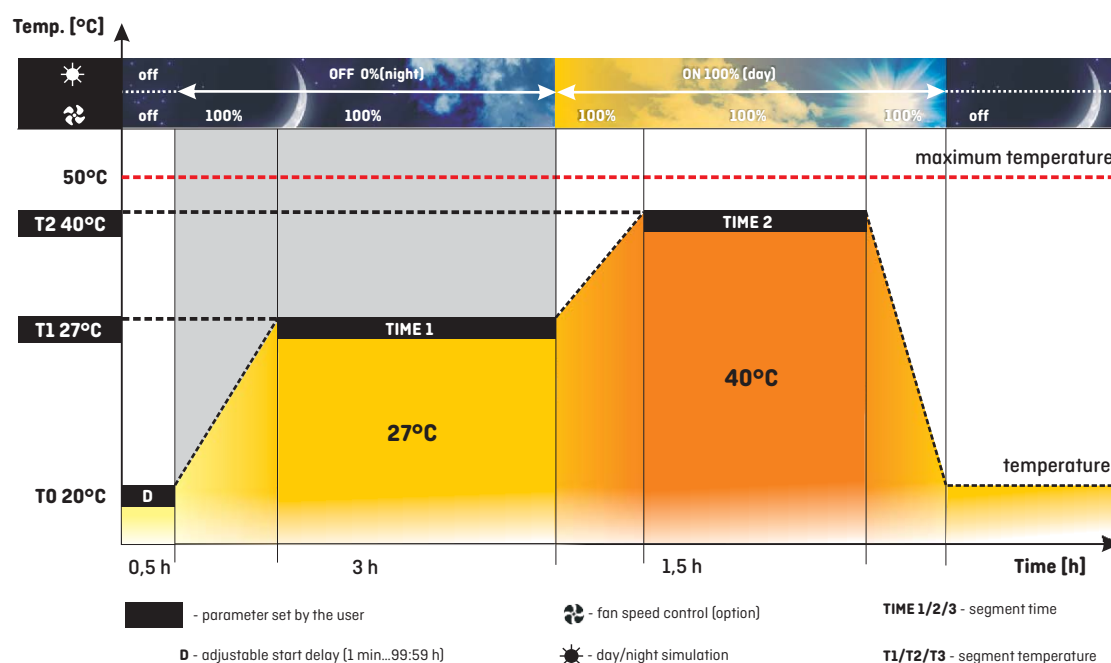 Temp. [°C]
off OFF 0%(night) ON 100% (day)
off 100% 100% 100% 100% 100% off
maximum temperature
50°C
T2 40°C TIME 2
T1 27°C TIME 1
40°C
27°C
temperature
T0 20°C D
0,5 h 3 h 1,5 h Time [h]
- parameter set by the user - fan speed control (option) TIME 1/2/3 - segment time
D - adjustable start delay (1 min...99:59 h) - day/night simulation T1/T2/T3 - segment temperature